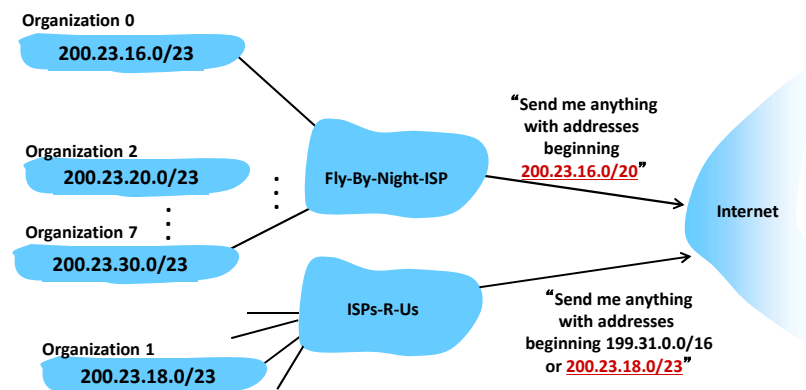 Organization 0
200.23.16.0/23
Organization 2
200.23.20.0/23
Organization 7
200.23.30.0/23
Fly-By-Night-ISP
“Send me anything
with addresses
beginning
200.23.16.0/20”
Internet
ISPs-R-Us
Organization 1
200.23.18.0/23
“Send me anything
with addresses
beginning 199.31.0.0/16
or 200.23.18.0/23”